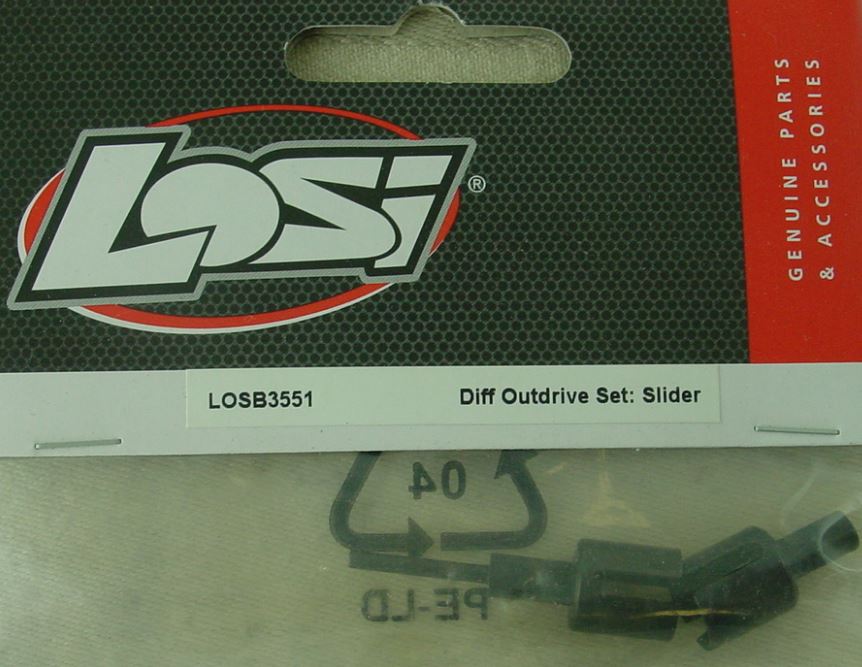 LOSi
®
GENUINE PARTS
& ACCESSORIES
LOSB3551 Diff Outdrive Set: Slider
04
PE-LD